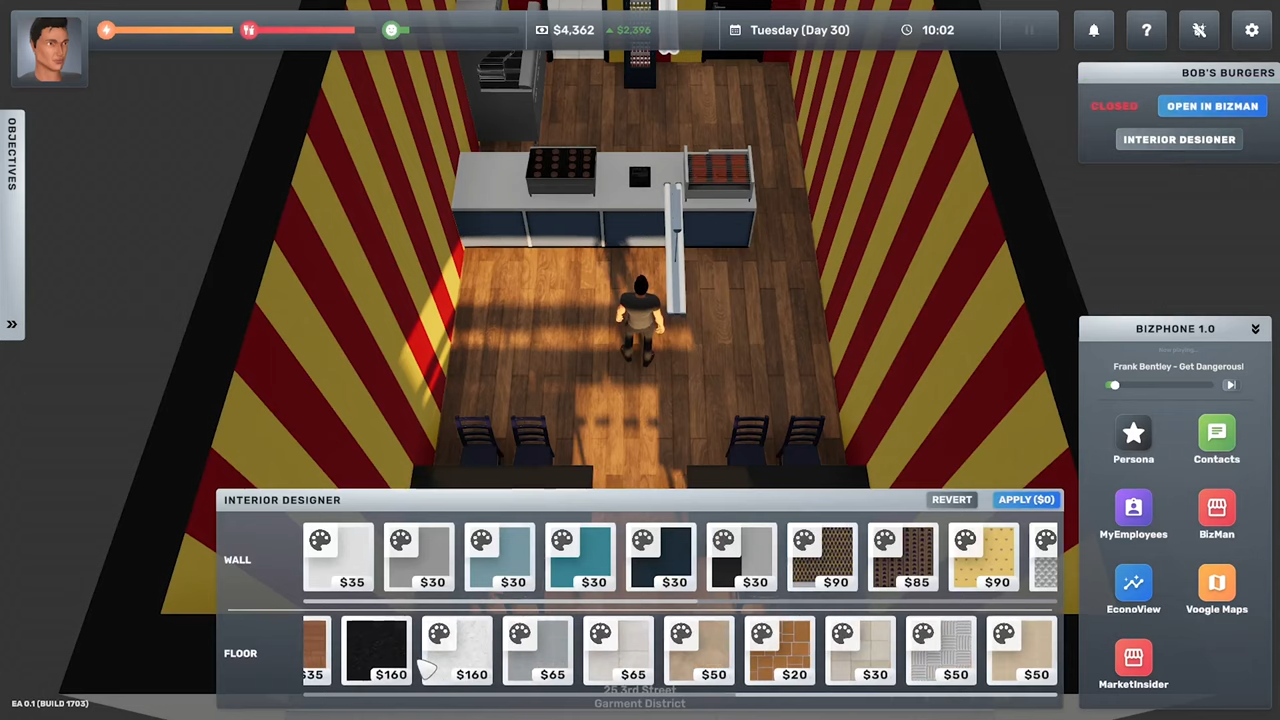 $4,362 ▲ $2,396
Tuesday (Day 30)
10:02
?
BOB'S BURGERS
CLOSED
OPEN IN BIZMAN
INTERIOR DESIGNER
OBJECTIVES
BIZPHONE 1.0
Now playing...
Frank Bentley - Get Dangerous!
Persona
Contacts
MyEmployees
BizMan
EconoView
Voogle Maps
MarketInsider
INTERIOR DESIGNER
REVERT
APPLY ($0)
WALL
$35
$30
$30
$30
$30
$30
$90
$85
$90
FLOOR
$35
$160
$160
$65
$65
$50
$20
$30
$50
$50
25 3rd Street
Garment District
EA 0.1 (BUILD 1703)